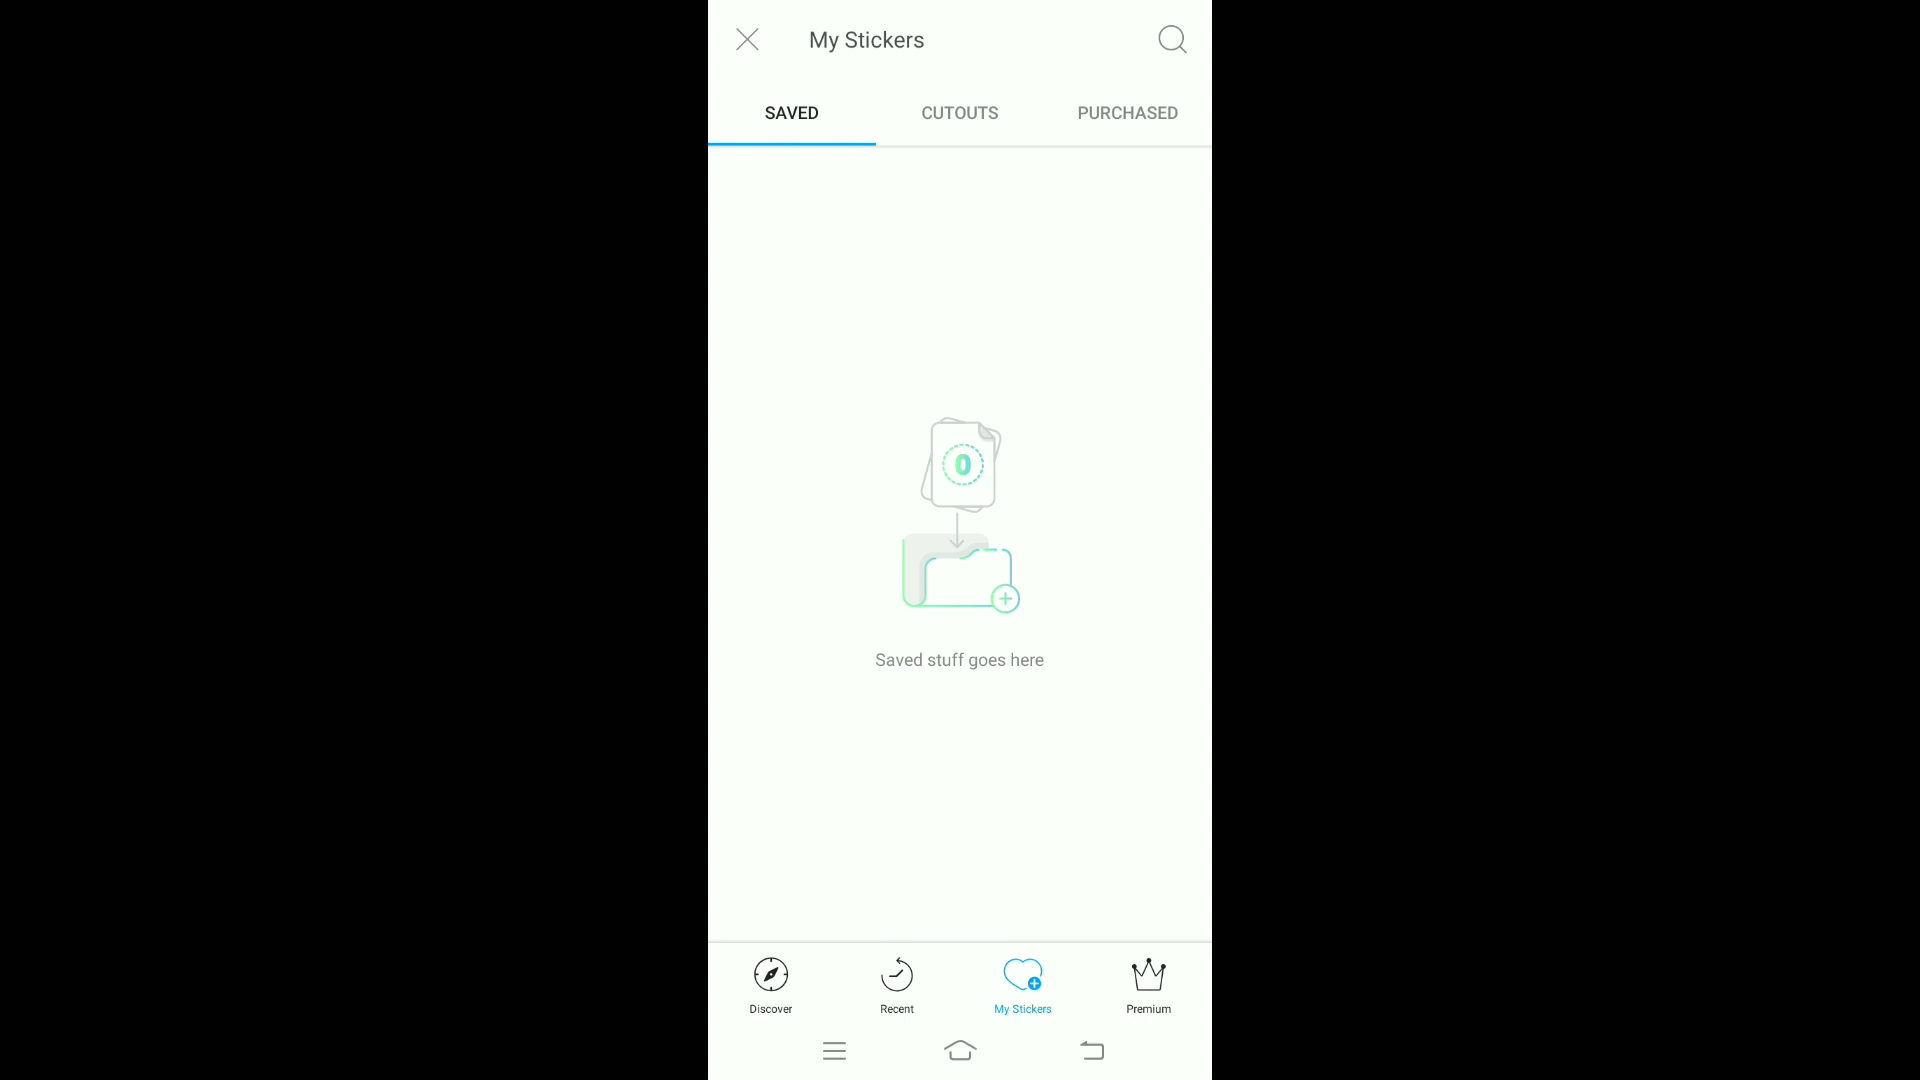 My Stickers
SAVED CUTOUTS PURCHASED
0
Saved stuff goes here
Discover Recent My Stickers Premium